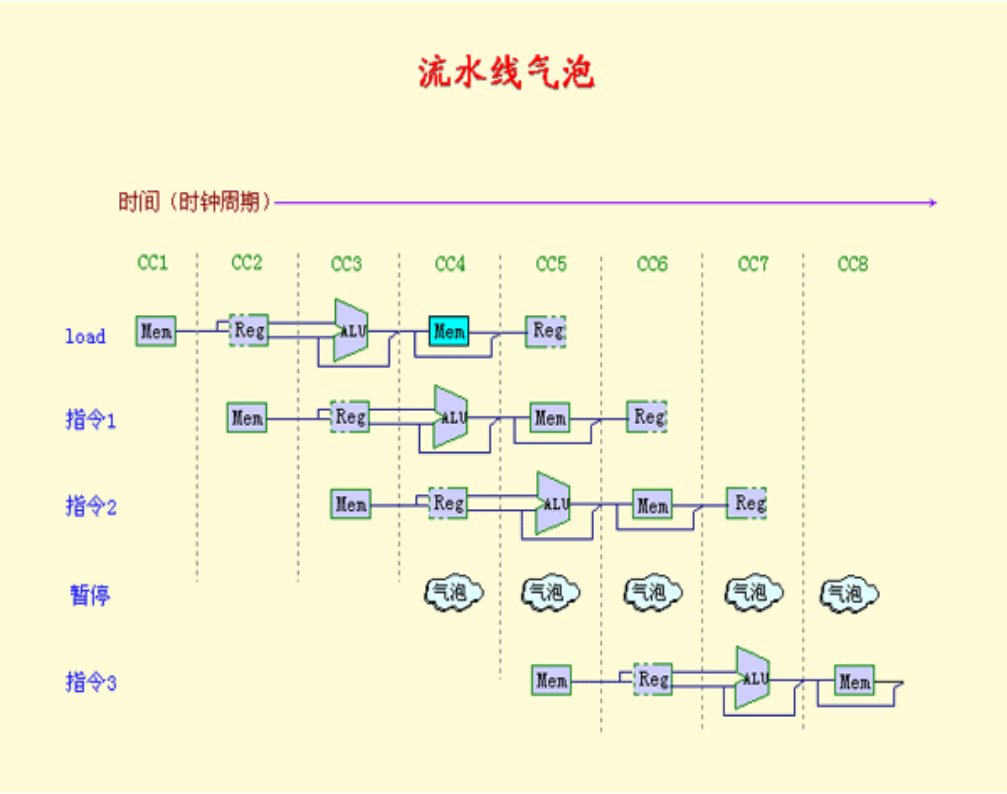 流水线气泡
时间（时钟周期）
CC1 CC2 CC3 CC4 CC5 CC6 CC7 CC8
load Mem Reg ALU Mem Reg
指令1 Mem Reg ALU Mem Reg
指令2 Mem Reg ALU Mem Reg
暂停 气泡 气泡 气泡 气泡 气泡
指令3 Mem Reg ALU Mem